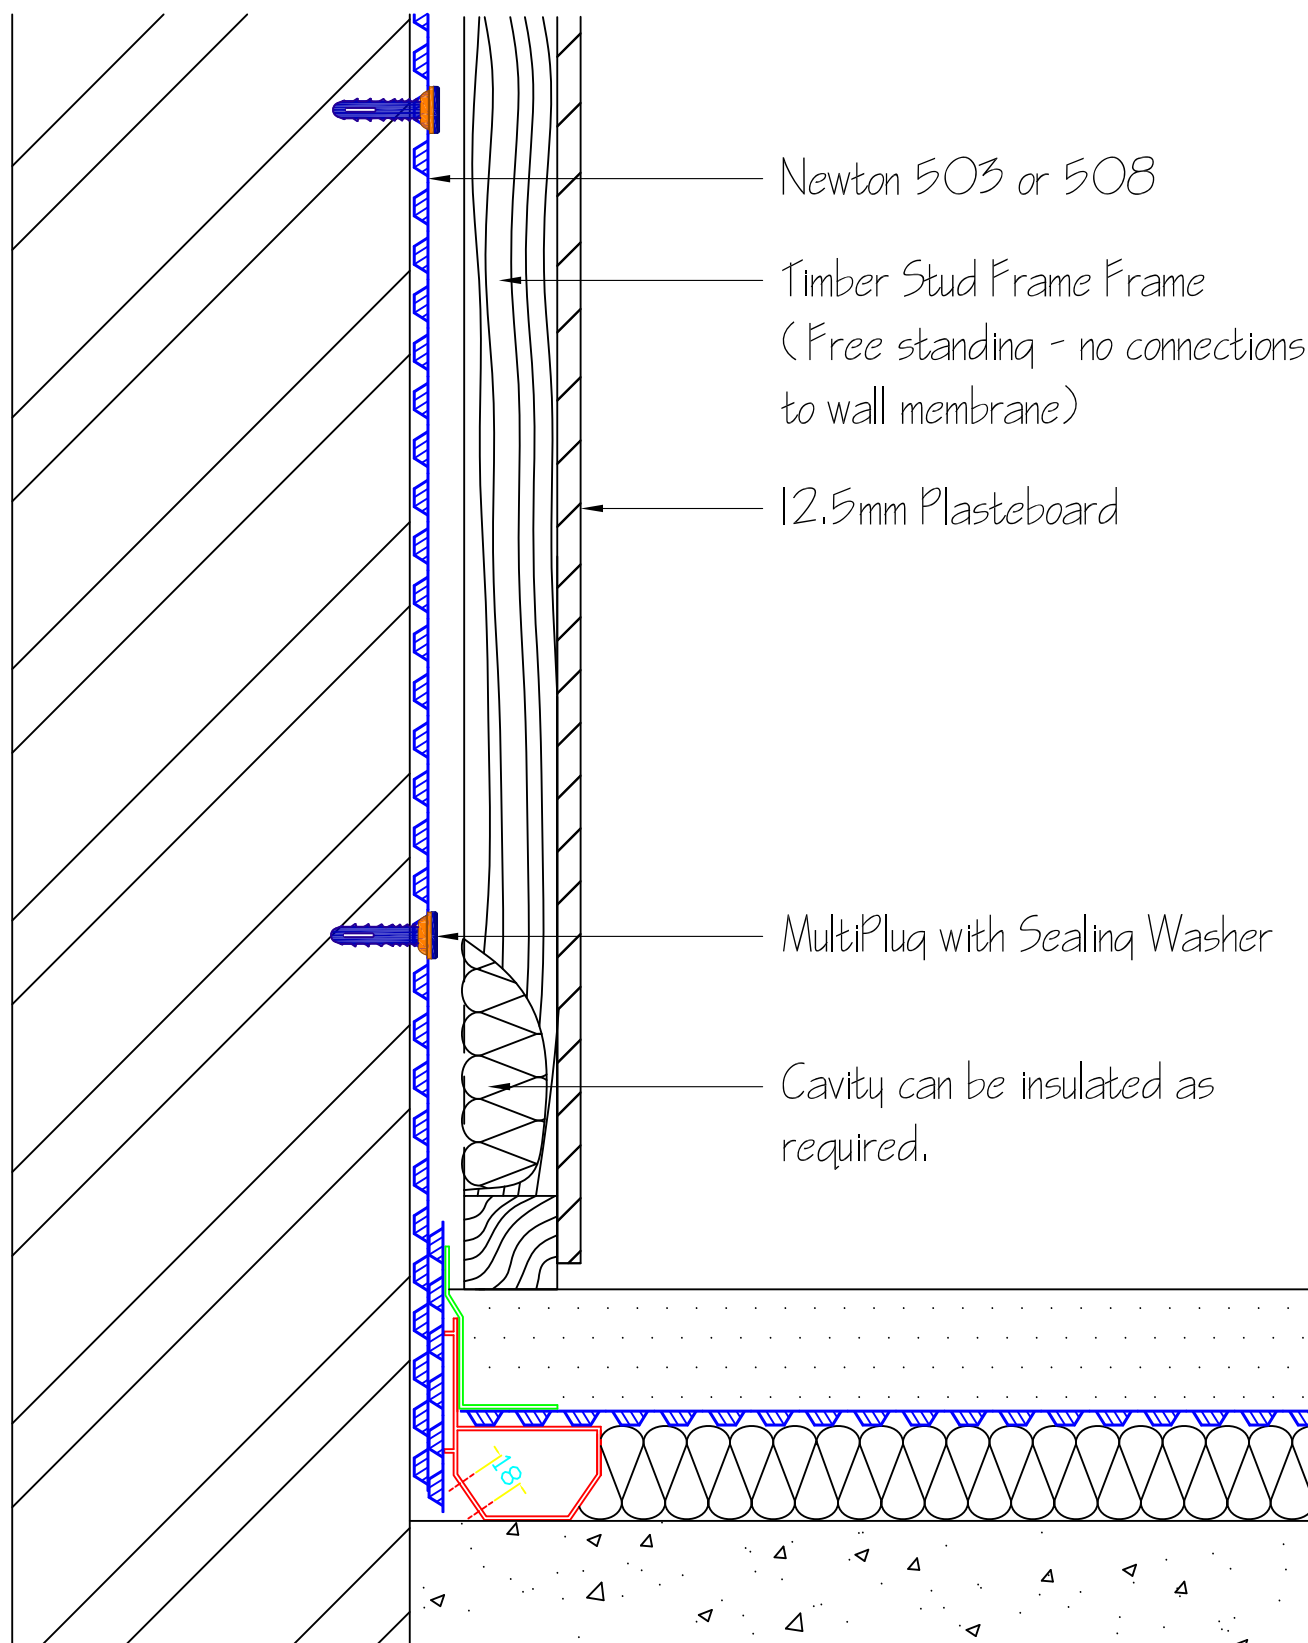 Newton 503 or 508
Timber Stud Frame Frame
(Free standing - no connections
to wall membrane)
12.5mm Plasteboard
MultiPlug with Sealing Washer
Cavity can be insulated as
required.
18